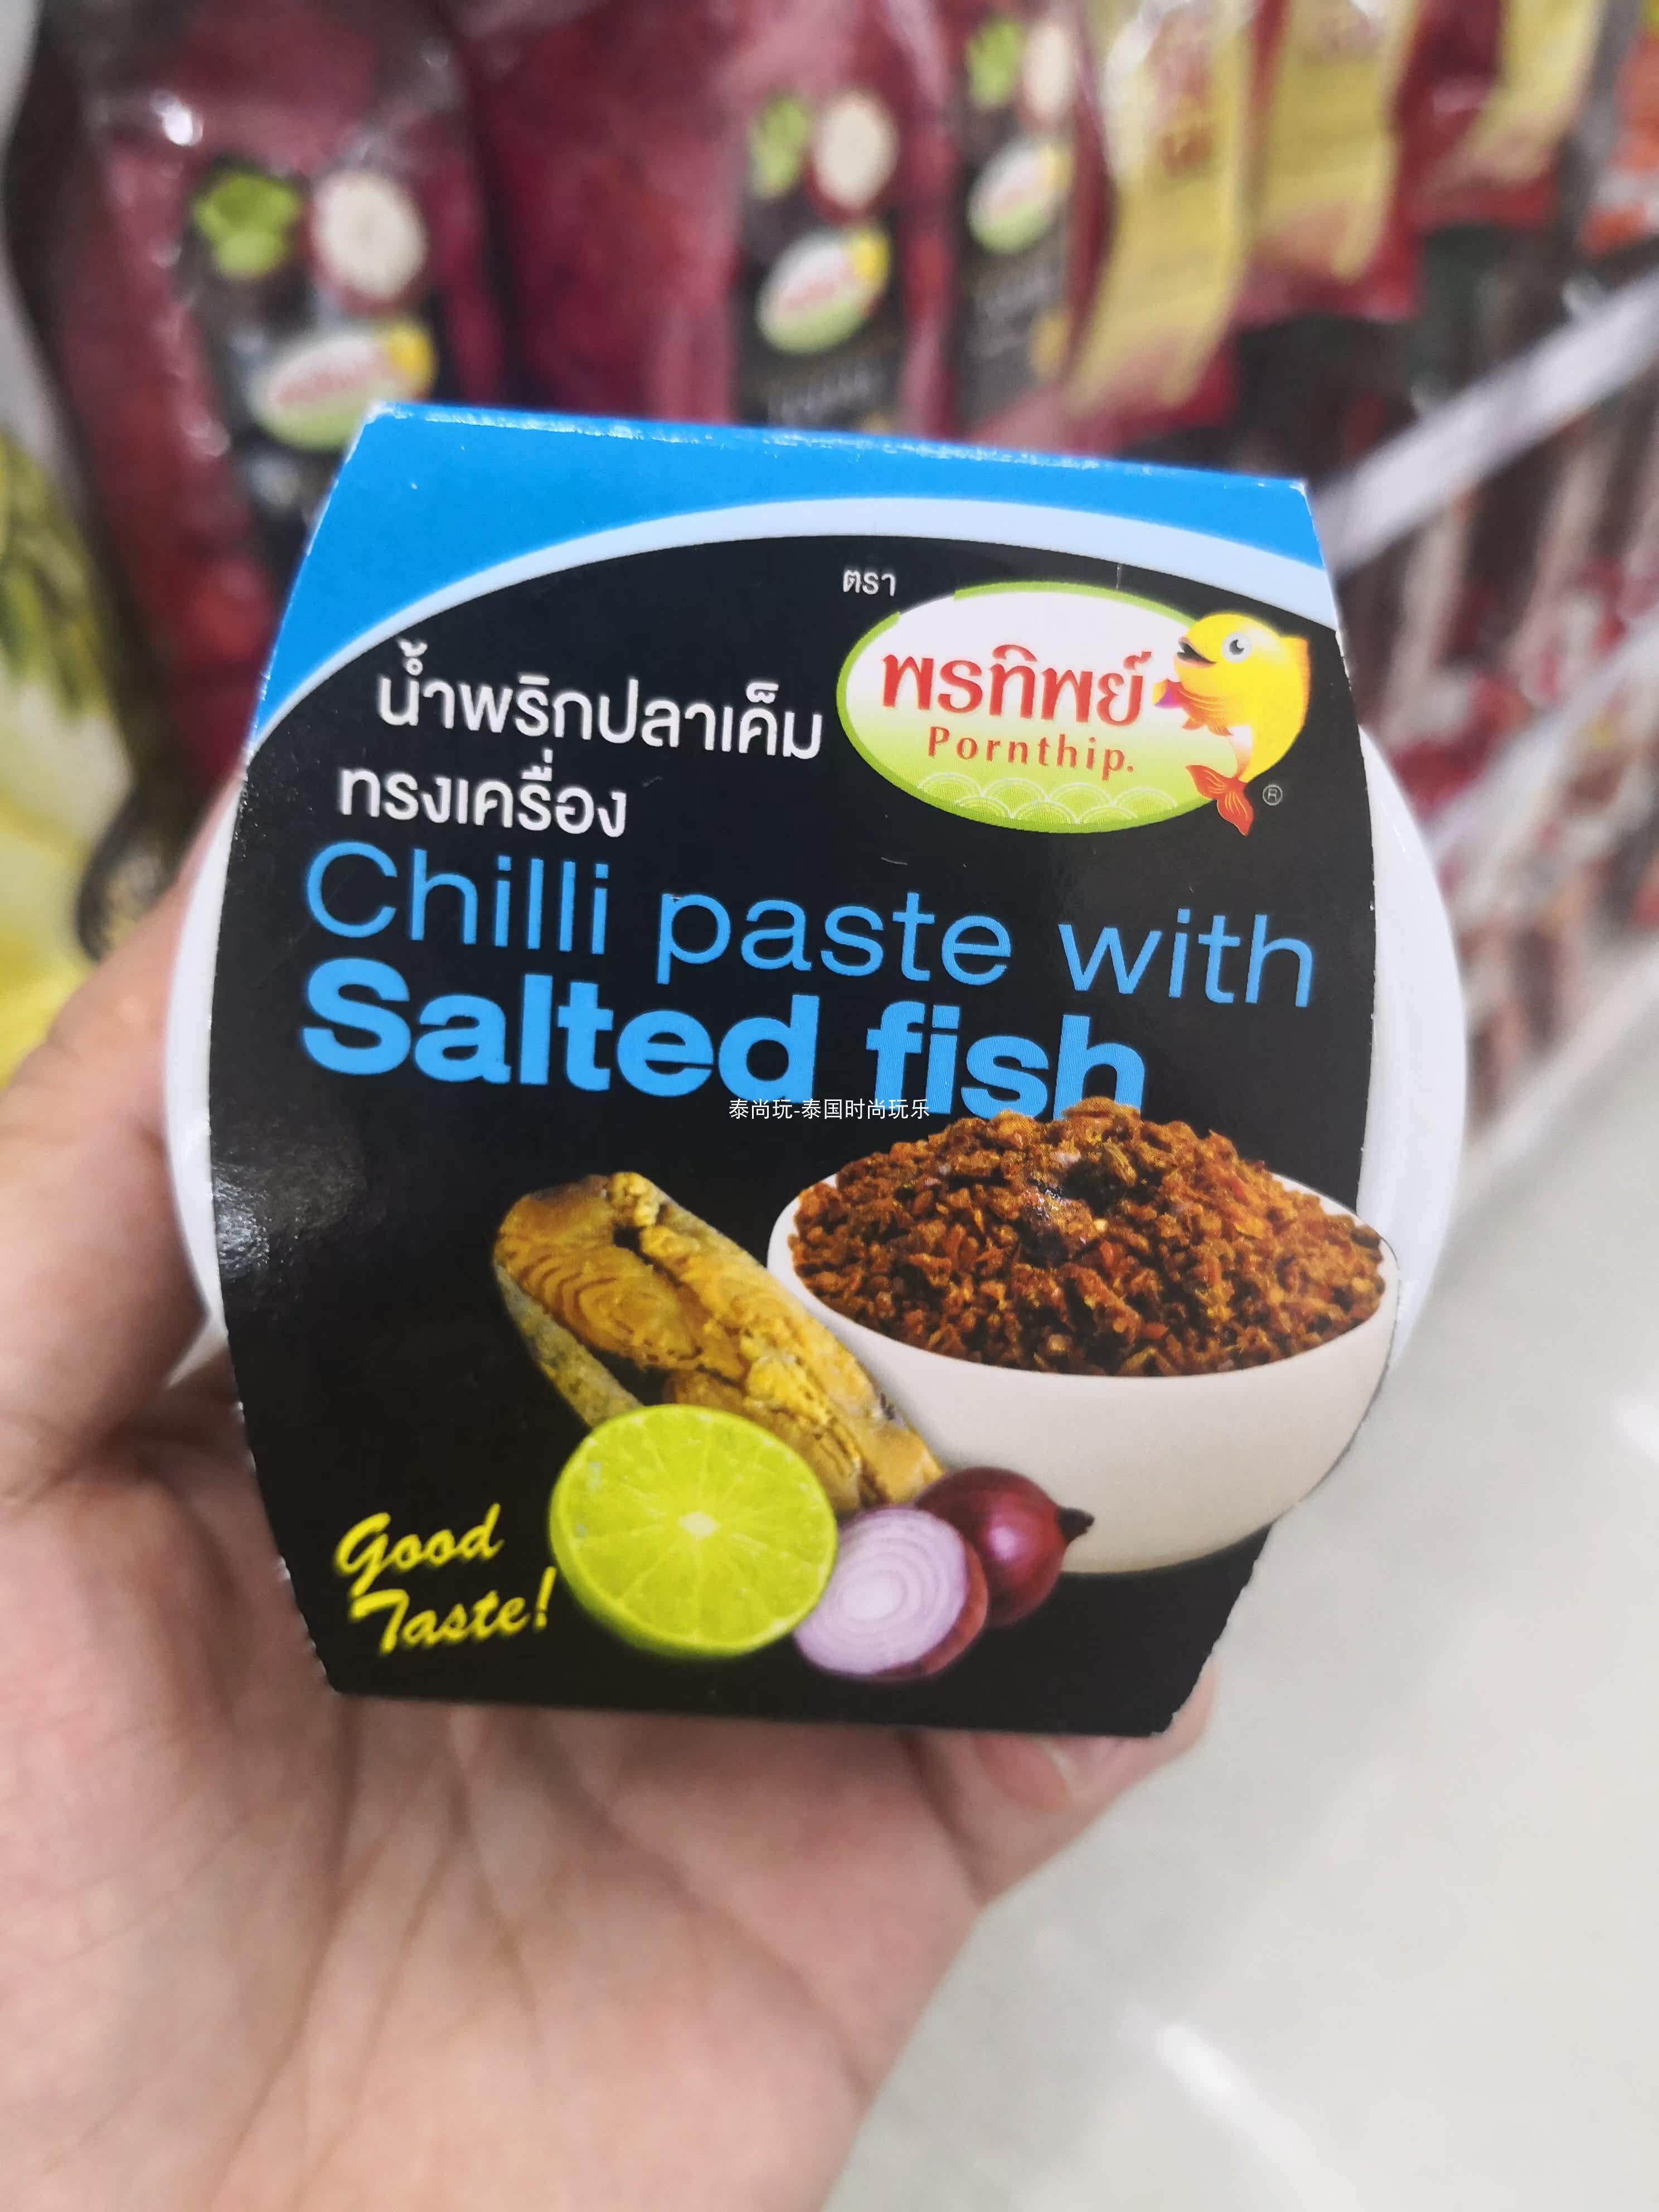 ตรา
พรทิพย์
Pornthip.
®
น้ำพริกปลาเค็ม
ทรงเครื่อง
Chilli paste with
Salted fish
泰尚玩-泰国时尚玩乐
Good
Taste!